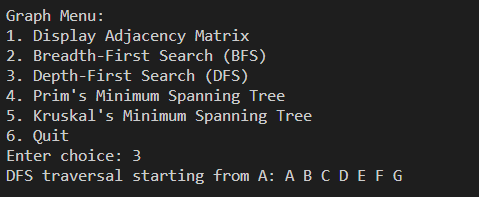 Graph Menu:
1. Display Adjacency Matrix
2. Breadth-First Search (BFS)
3. Depth-First Search (DFS)
4. Prim's Minimum Spanning Tree
5. Kruskal's Minimum Spanning Tree
6. Quit
Enter choice: 3
DFS traversal starting from A: A B C D E F G